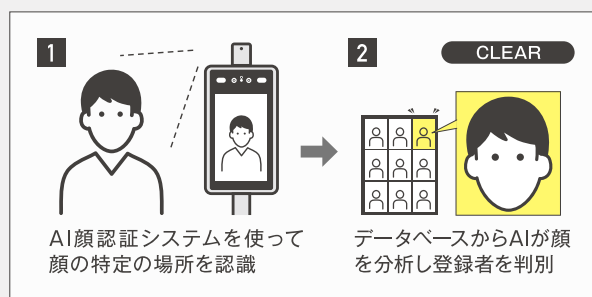 1
AI顔認証システムを使って
顔の特定の場所を認識
2
CLEAR
データベースからAIが顔
を分析し登録者を判別